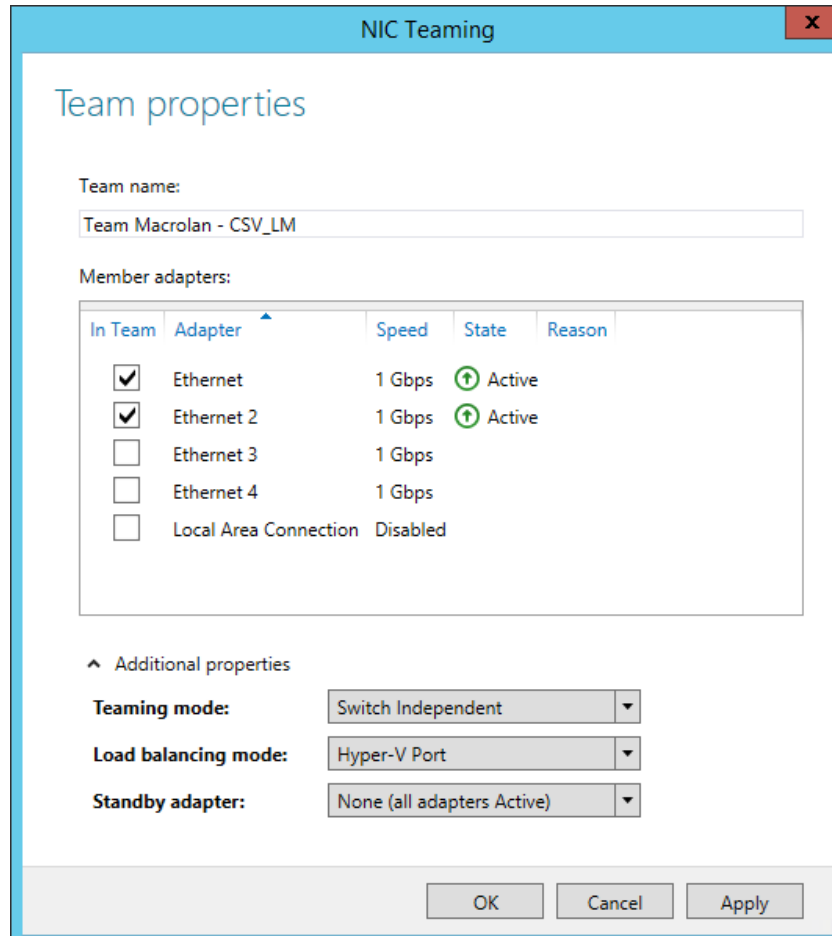 NIC Teaming
x
Team properties
Team name:
Team Macrolan - CSV_LM
Member adapters:
In Team Adapter Speed State Reason
Ethernet 1 Gbps Active
Ethernet 2 1 Gbps Active
Ethernet 3 1 Gbps
Ethernet 4 1 Gbps
Local Area Connection Disabled
Additional properties
Teaming mode: Switch Independent
Load balancing mode: Hyper-V Port
Standby adapter: None (all adapters Active)
OK Cancel Apply